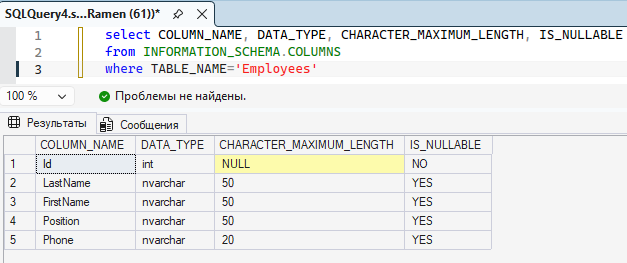 SQLQuery4.s...Ramen (61))*
1 select COLUMN_NAME, DATA_TYPE, CHARACTER_MAXIMUM_LENGTH, IS_NULLABLE
2 from INFORMATION_SCHEMA.COLUMNS
3 where TABLE_NAME='Employees'
100 % Проблемы не найдены.
Результаты Сообщения
COLUMN_NAME DATA_TYPE CHARACTER_MAXIMUM_LENGTH IS_NULLABLE
1 Id int NULL NO
2 LastName nvarchar 50 YES
3 FirstName nvarchar 50 YES
4 Position nvarchar 50 YES
5 Phone nvarchar 20 YES